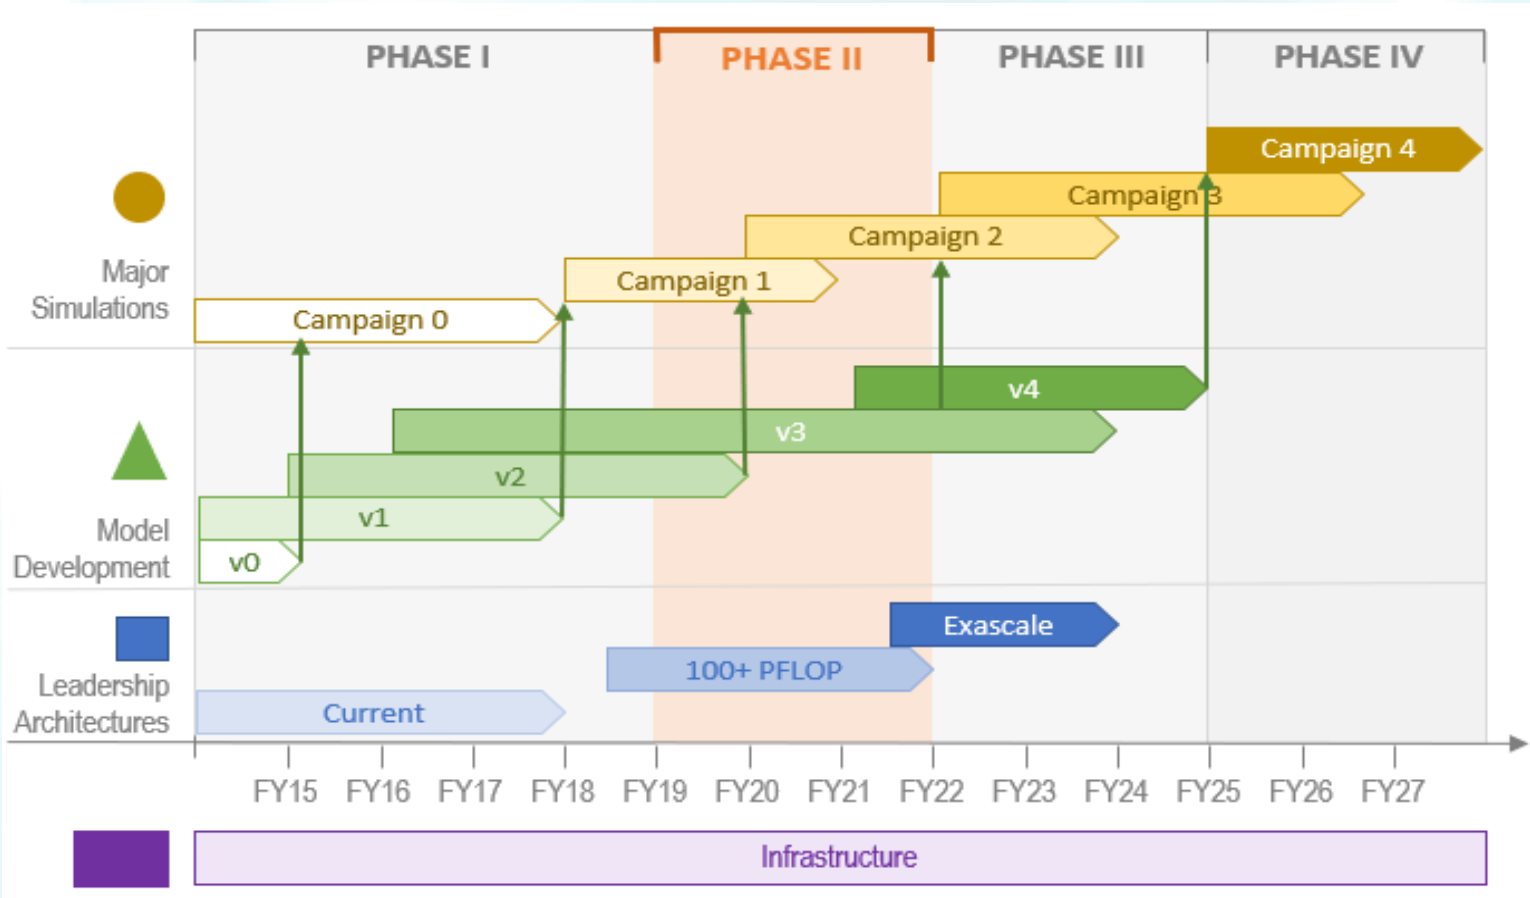 PHASE I
PHASE II
PHASE III
PHASE IV
Campaign 4
Campaign 3
Campaign 2
Campaign 1
Campaign 0
Major
Simulations
v4
v3
v2
v1
v0
Model
Development
Exascale
100+ PFLOP
Current
Leadership
Architectures
FY15 FY16 FY17 FY18 FY19 FY20 FY21 FY22 FY23 FY24 FY25 FY26 FY27
Infrastructure